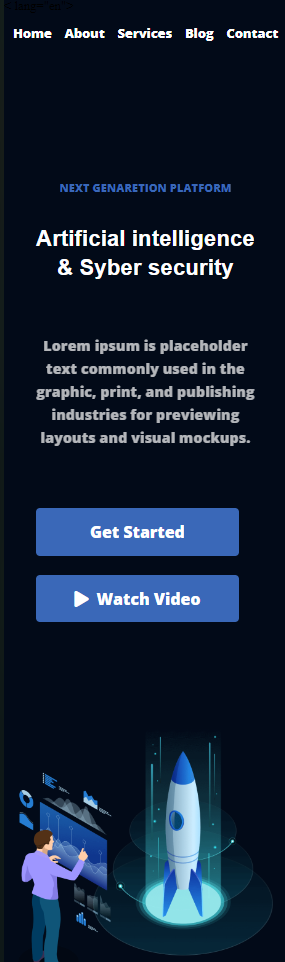 Home About Services Blog Contact
NEXT GENARETION PLATFORM
Artificial intelligence
& Syber security
Lorem ipsum is placeholder
text commonly used in the
graphic, print, and publishing
industries for previewing
layouts and visual mockups.
Get Started
Watch Video